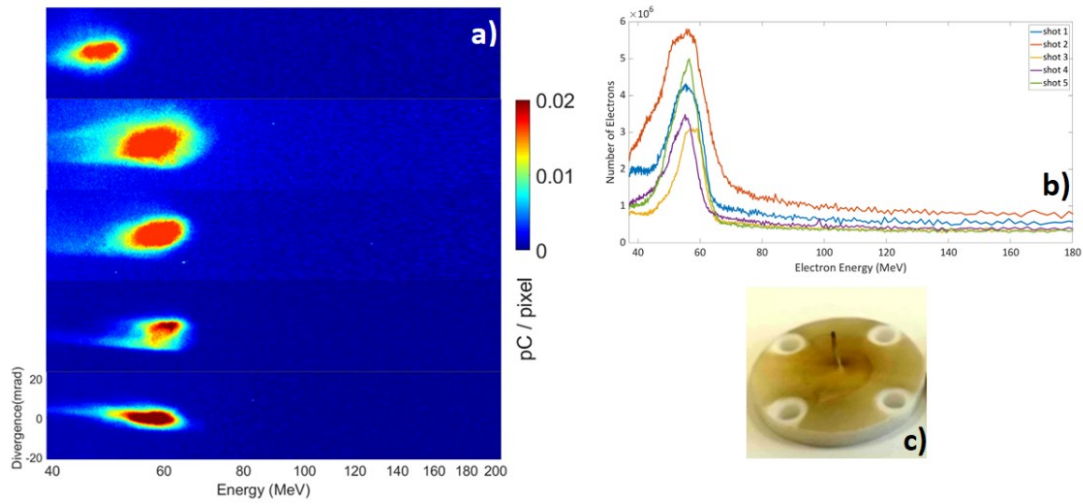 a)
0.02
0.01
0
pC / pixel
Divergence(mrad)
20
0
-20
40 60 80 100 120 140 160 180 200
Energy (MeV)
×10⁶
6
5
4
3
2
1
0
Number of Electrons
shot 1
shot 2
shot 3
shot 4
shot 5
b)
40 60 80 100 120 140 160 180
Electron Energy (MeV)
c)